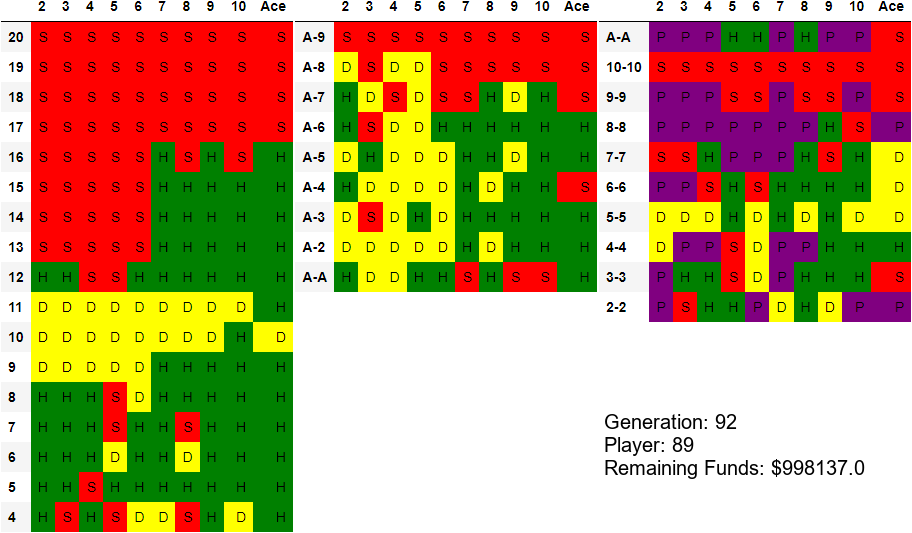 2 3 4 5 6 7 8 9 10 Ace
20 S S S S S S S S S S
19 S S S S S S S S S S
18 S S S S S S S S S S
17 S S S S S S S S S S
16 S S S S S H S H S H
15 S S S S S H H H H H
14 S S S S S H H H H H
13 S S S S S H H H H H
12 H H S S H H H H H H
11 D D D D D D D D D H
10 D D D D D D D D H D
9 D D D D D H H H H H
8 H H H S D H H H H H
7 H H H S H H S H H H
6 H H H D H H D H H H
5 H H S H H H H H H H
4 H S H S D D S H D H
2 3 4 5 6 7 8 9 10 Ace
A-9 S S S S S S S S S S
A-8 D S D D S S S S S S
A-7 H D S D S S H D H S
A-6 H S D D H H H H H H
A-5 D H D D D H H D H H
A-4 H D D D D H D H H S
A-3 D S D H D H H H H H
A-2 D D D D D H D H H H
A-A H D D H H S H S S H
2 3 4 5 6 7 8 9 10 Ace
A-A P P P H H P H P P S
10-10 S S S S S S S S S S
9-9 P P P S S P S S P S
8-8 P P P P P P P H S P
7-7 S S H P P P H S H D
6-6 P P S H S H H H H D
5-5 D D D H D H D H D D
4-4 D P P S D P P H H H
3-3 P H H S D P H H H S
2-2 P S H H P D H D P P
Generation: 92
Player: 89
Remaining Funds: $998137.0